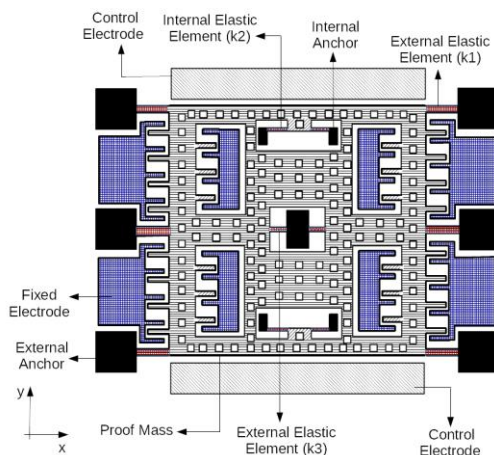 Control
Electrode
Internal Elastic
Element (k2)
Internal
Anchor
External Elastic
Element (k1)
Fixed
Electrode
External
Anchor
y
x
Proof Mass
External Elastic
Element (k3)
Control
Electrode